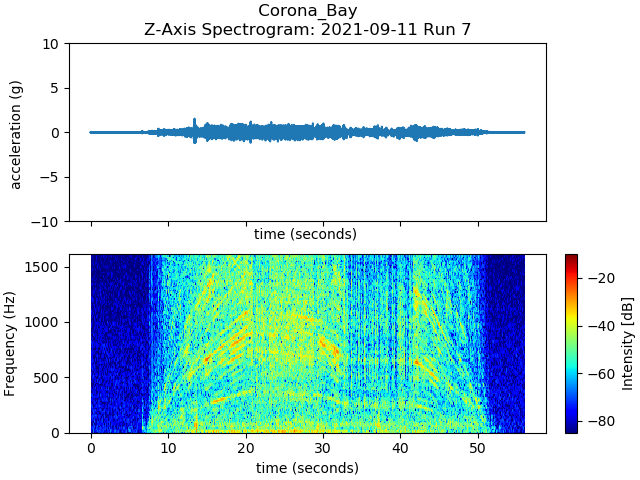 Corona_Bay
Z-Axis Spectrogram: 2021-09-11 Run 7
10
5
0
−5
−10
acceleration (g)
time (seconds)
1500
1000
500
0
Frequency (Hz)
0 10 20 30 40 50
time (seconds)
−20
−40
−60
−80
Intensity [dB]